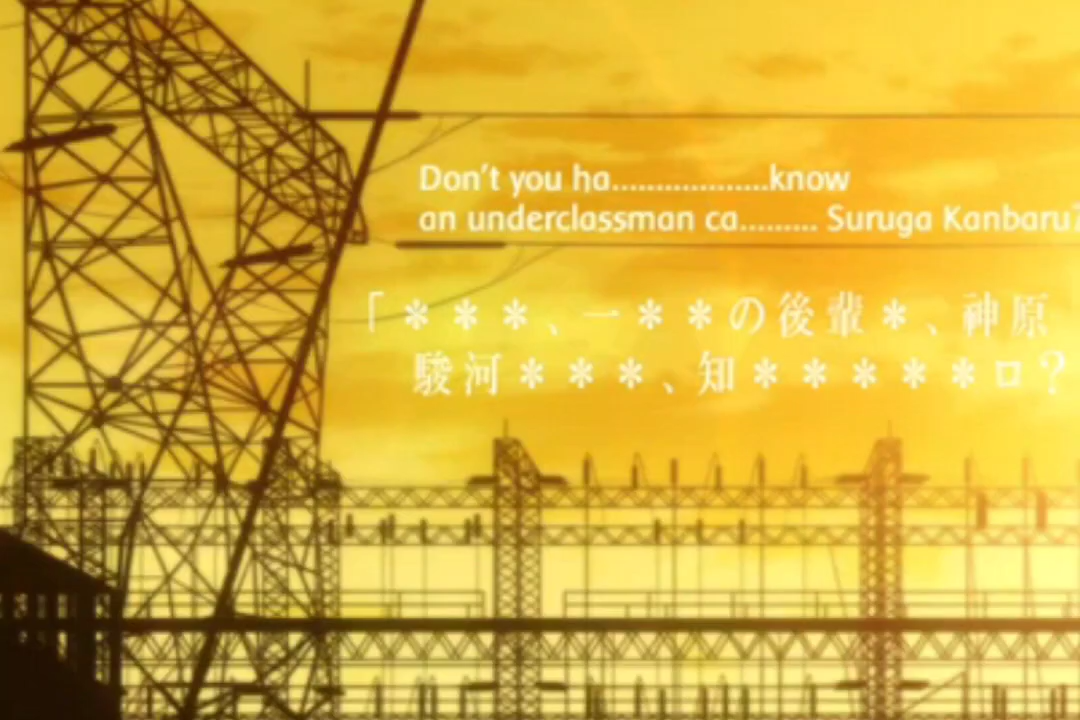 Don't you ha..................know
an underclassman ca......... Suruga Kanbaru?
「＊＊＊、一＊＊の後輩＊、神原
駿河＊＊＊、知＊＊＊＊＊ロ？